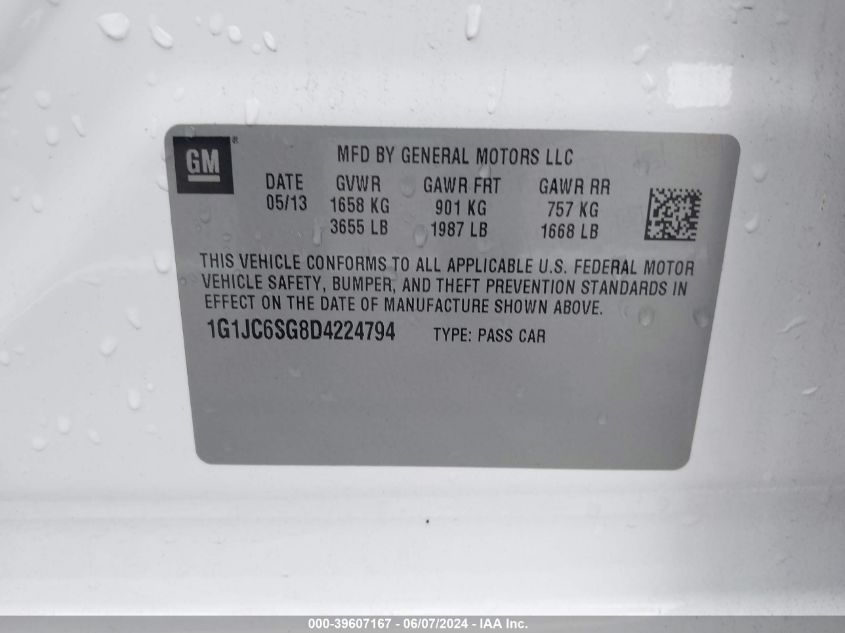 GM ®
MFD BY GENERAL MOTORS LLC
DATE GVWR GAWR FRT GAWR RR
05/13 1658 KG 901 KG 757 KG
3655 LB 1987 LB 1668 LB
THIS VEHICLE CONFORMS TO ALL APPLICABLE U.S. FEDERAL MOTOR
VEHICLE SAFETY, BUMPER, AND THEFT PREVENTION STANDARDS IN
EFFECT ON THE DATE OF MANUFACTURE SHOWN ABOVE.
1G1JC6SG8D4224794 TYPE: PASS CAR
000-39607167 - 06/07/2024 - IAA Inc.